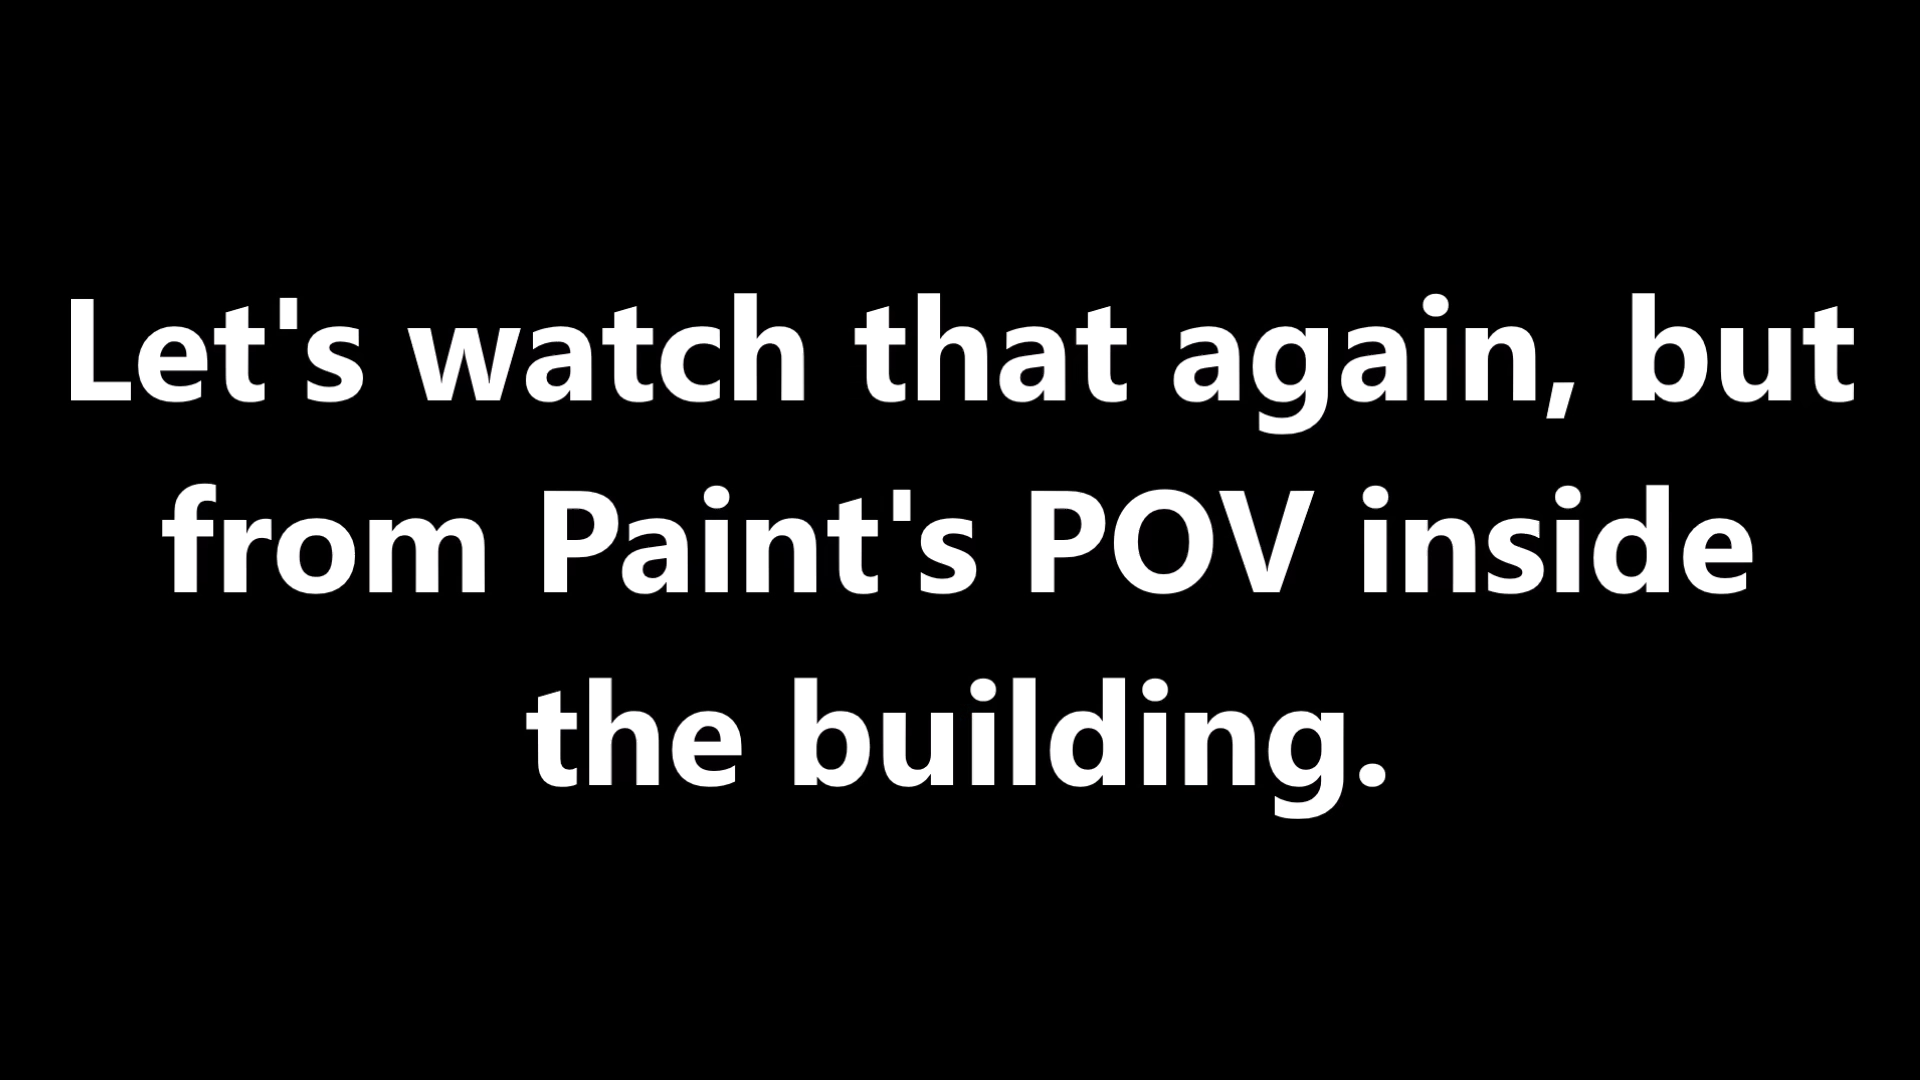 Let's watch that again, but
from Paint's POV inside
the building.